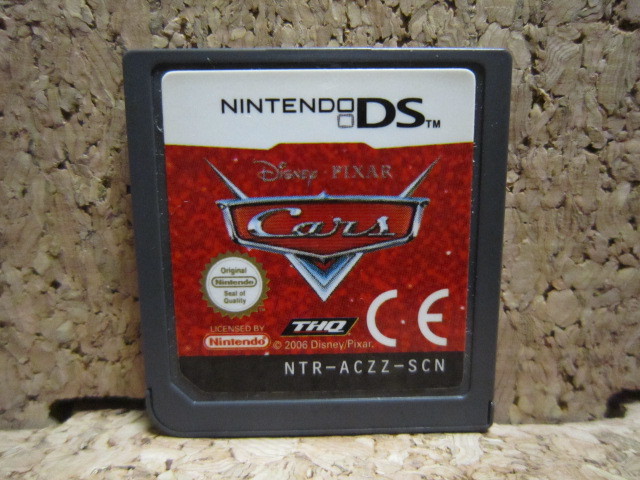 NINTENDO DS™
Disney PIXAR
Cars
Original
Nintendo
Seal of
Quality
™
LICENSED BY
Nintendo
THQ
© 2006 Disney/Pixar.
CE
NTR-ACZZ-SCN